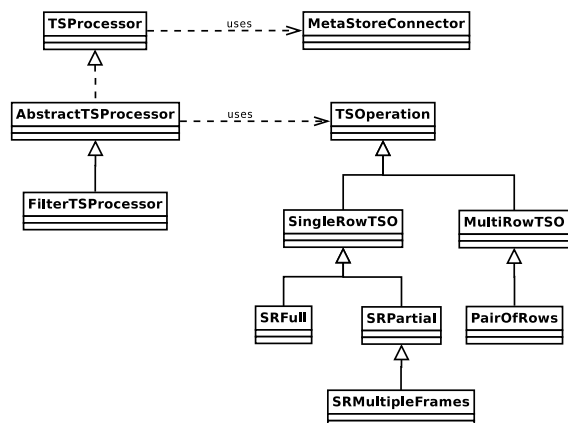 TSProcessor
uses
MetaStoreConnector
AbstractTSProcessor
uses
TSOperation
FilterTSProcessor
SingleRowTSO
MultiRowTSO
SRFull
SRPartial
PairOfRows
SRMultipleFrames